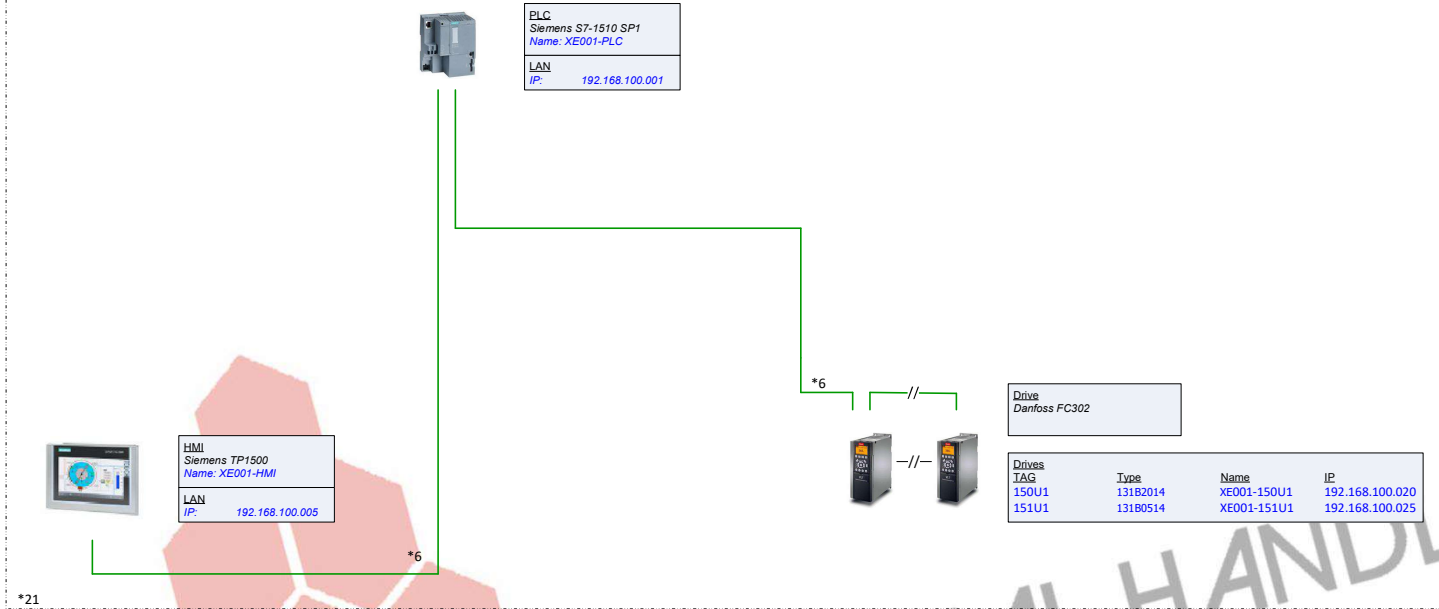 PLC
Siemens S7-1510 SP1
Name: XE001-PLC
LAN
IP: 192.168.100.001
*6
Drive
Danfoss FC302
HMI
Siemens TP1500
Name: XE001-HMI
LAN
IP: 192.168.100.005
Drives
TAG Type Name IP
150U1 131B2014 XE001-150U1 192.168.100.020
151U1 131B0514 XE001-151U1 192.168.100.025
*6
*21